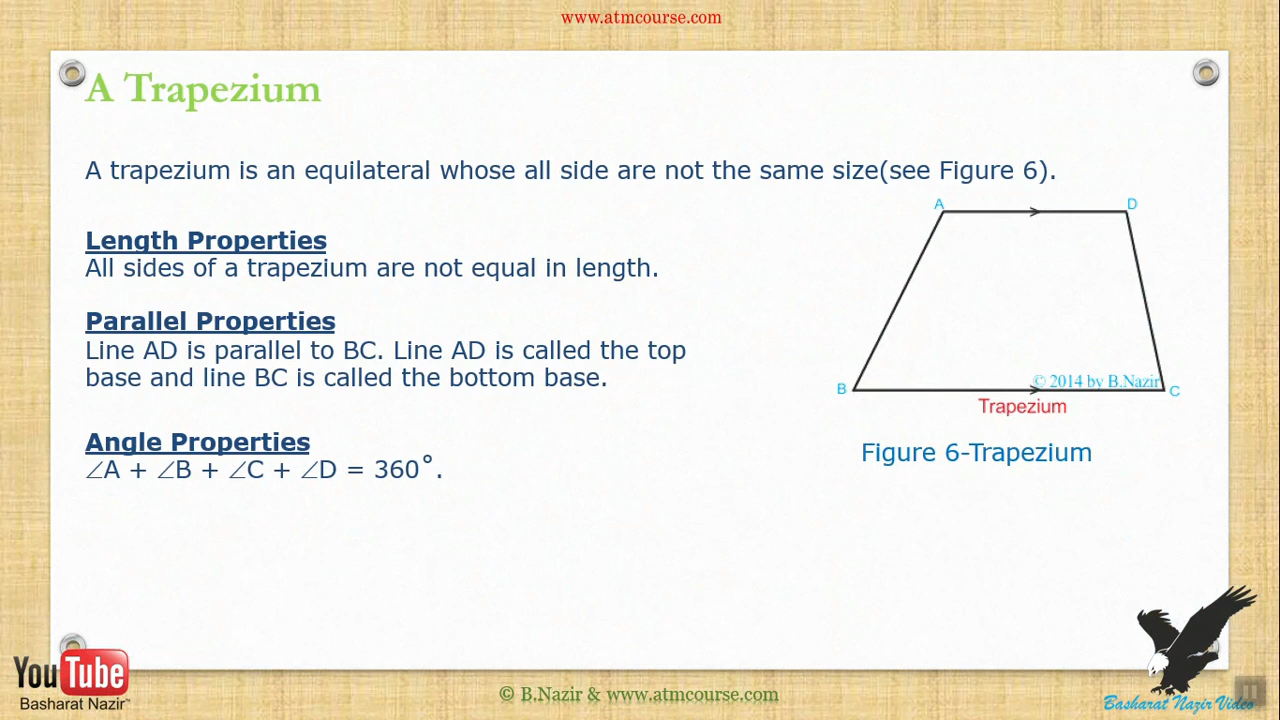 www.atmcourse.com
A Trapezium
A trapezium is an equilateral whose all side are not the same size(see Figure 6).
Length Properties
All sides of a trapezium are not equal in length.
Parallel Properties
Line AD is parallel to BC. Line AD is called the top
base and line BC is called the bottom base.
Angle Properties
∠A + ∠B + ∠C + ∠D = 360°.
A
D
B
C
© 2014 by B.Nazir
Trapezium
Figure 6-Trapezium
YouTube
Basharat Nazir™
© B.Nazir & www.atmcourse.com
Basharat Nazir Video